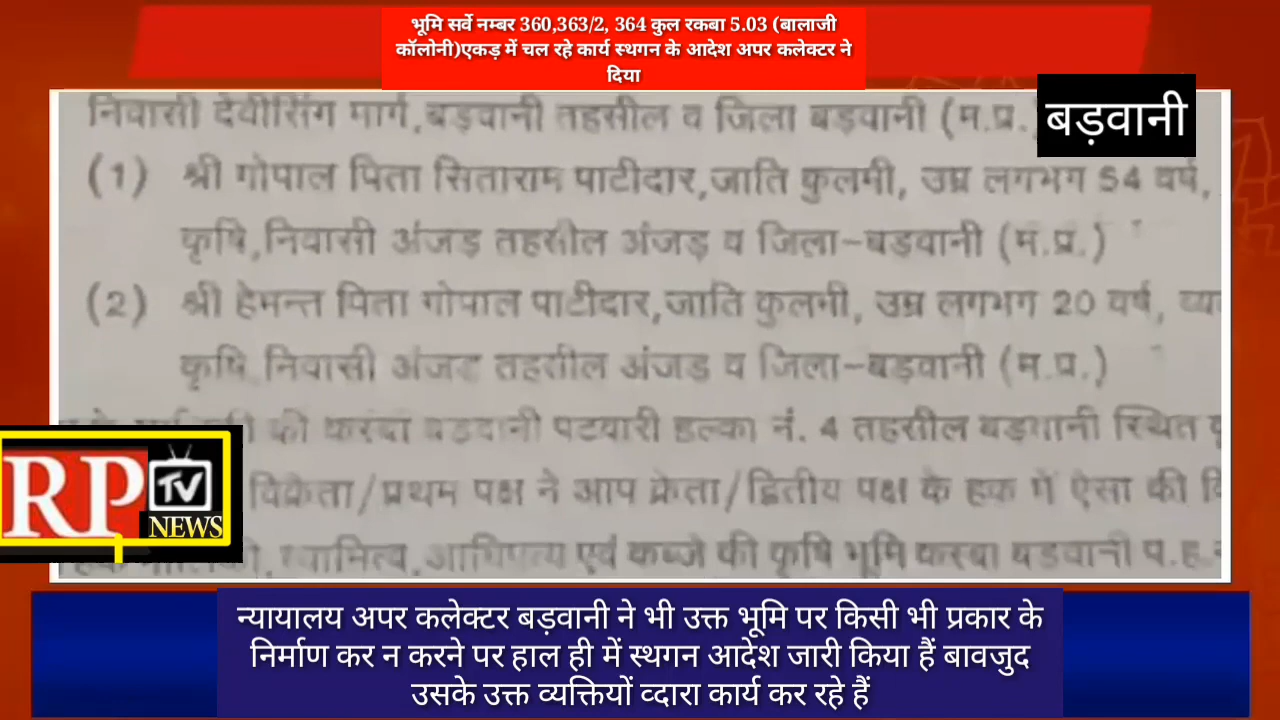 भूमि सर्वे नम्बर 360,363/2, 364 कुल रकबा 5.03 (बालाजी
कॉलोनी)एकड़ में चल रहे कार्य स्थगन के आदेश अपर कलेक्टर ने
दिया
बड़वानी
निवासी देवीसिंग मार्ग,बड़वानी तहसील व जिला बड़वानी (म.प्र.
(1) श्री गोपाल पिता सिताराम पाटीदार,जाति कुलमी, उम्र लगभग 54 वर्ष,
कृषि,निवासी अंजड़ तहसील अंजड़ व जिला-बड़वानी (म.प्र.)
(2) श्री हेमन्त पिता गोपाल पाटीदार,जाति कुलमी, उम्र लगभग 20 वर्ष,
कृषि निवासी अंजड तहसील अंजड़ व जिला-बड़वानी (म.प्र.)
की कस्बा बडवानी पटवारी हल्का नं. 4 तहसील बड़वानी स्थित
विक्रेता/प्रथम पक्ष ने आप क्रेता/द्वितीय पक्ष के हक में ऐसा की
स्वामित्व,आधिपत्य एवं कब्जे की कृषि भूमि कस्बा बडवानी प.ह.
RP TV NEWS
न्यायालय अपर कलेक्टर बड़वानी ने भी उक्त भूमि पर किसी भी प्रकार के
निर्माण कर न करने पर हाल ही में स्थगन आदेश जारी किया हैं बावजुद
उसके उक्त व्यक्तियों व्दारा कार्य कर रहे हैं